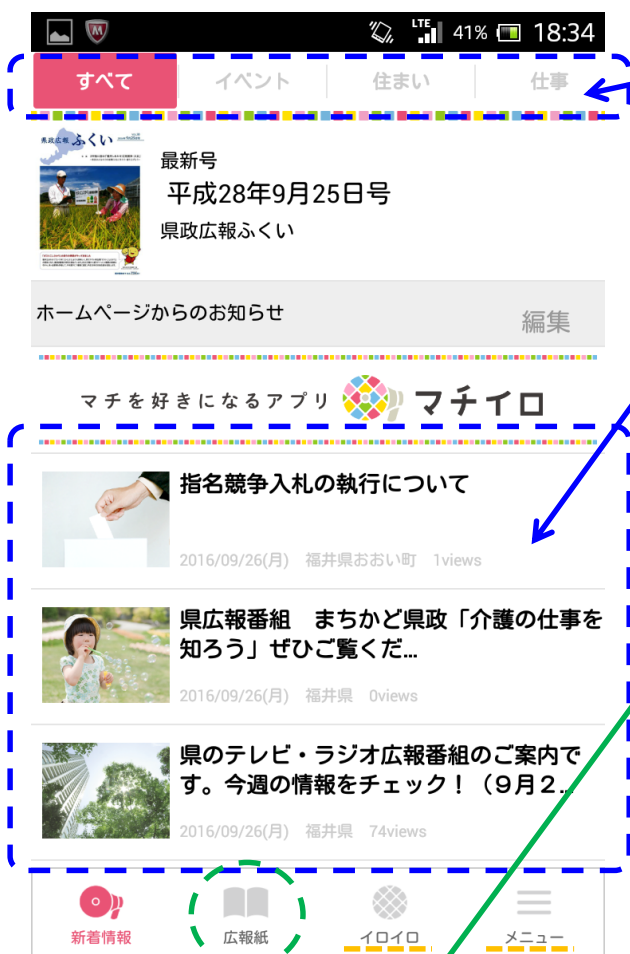 LTE 41% 18:34
すべて イベント 住まい 仕事
県政広報 ふくい
最新号
平成28年9月25日号
県政広報ふくい
ホームページからのお知らせ 編集
マチを好きになるアプリ マチイロ
指名競争入札の執行について
2016/09/26(月) 福井県おおい町 1views
県広報番組 まちかど県政「介護の仕事を
知ろう」ぜひご覧くだ...
2016/09/26(月) 福井県 0views
県のテレビ・ラジオ広報番組のご案内で
す。今週の情報をチェック！（９月２...
2016/09/26(月) 福井県 74views
新着情報 広報紙 イロイロ メニュー